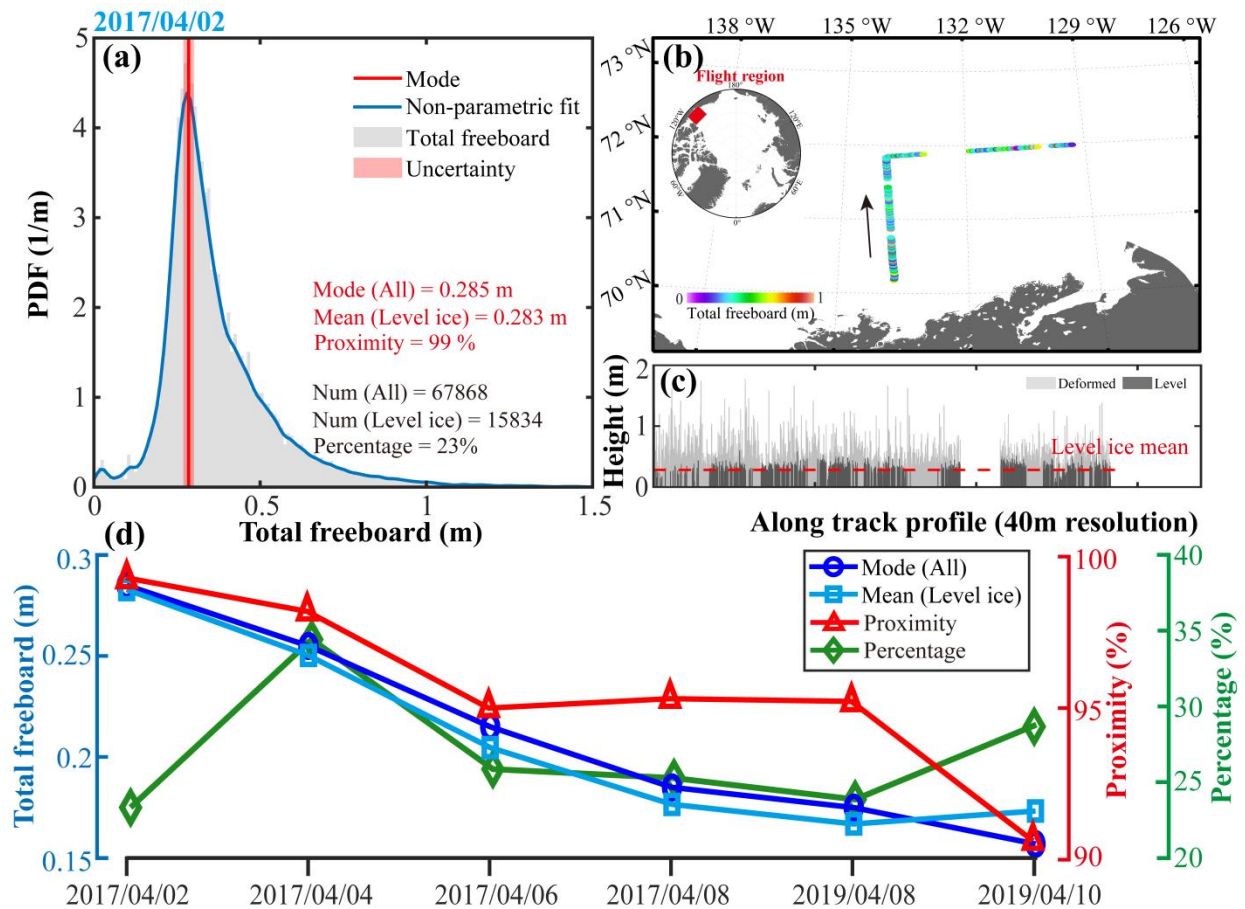 2017/04/02
(a)
PDF (1/m)
5
4
3
2
1
0
0
0.5
1
1.5
Total freeboard (m)
Mode
Non-parametric fit
Total freeboard
Uncertainty
Mode (All) = 0.285 m
Mean (Level ice) = 0.283 m
Proximity = 99 %
Num (All) = 67868
Num (Level ice) = 15834
Percentage = 23%
138 °W
135 °W
132 °W
129 °W
126 °W
(b)
73 °N
72 °N
71 °N
70 °N
Flight region
180°
120°W
120°E
60°W
60°E
0°
0
1
Total freeboard (m)
(c)
Height (m)
2
1
0
Deformed
Level
Level ice mean
Along track profile (40m resolution)
(d)
Total freeboard (m)
0.3
0.25
0.2
0.15
Mode (All)
Mean (Level ice)
Proximity
Percentage
100
95
90
Proximity (%)
40
35
30
25
20
Percentage (%)
2017/04/02
2017/04/04
2017/04/06
2017/04/08
2019/04/08
2019/04/10